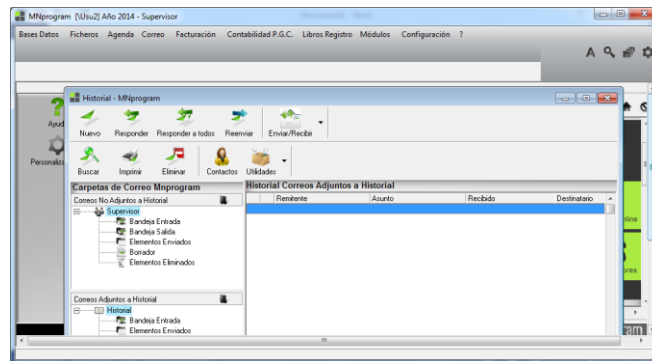 MNprogram [\Usu2] Año 2014 - Supervisor
Bases Datos Ficheros Agenda Correo Facturación Contabilidad P.G.C. Libros Registro Módulos Configuración ?
A
Historial - MNprogram
Nuevo Responder Responder a todos Reenviar Enviar/Recibir
Buscar Imprimir Eliminar Contactos Utilidades
Carpetas de Correo Mnprogram
Correos No Adjuntos a Historial
Supervisor
Bandeja Entrada
Bandeja Salida
Elementos Enviados
Borrador
Elementos Eliminados
Correos Adjuntos a Historial
Historial
Bandeja Entrada
Elementos Enviados
Historial Correos Adjuntos a Historial
Remitente Asunto Recibido Destinatario